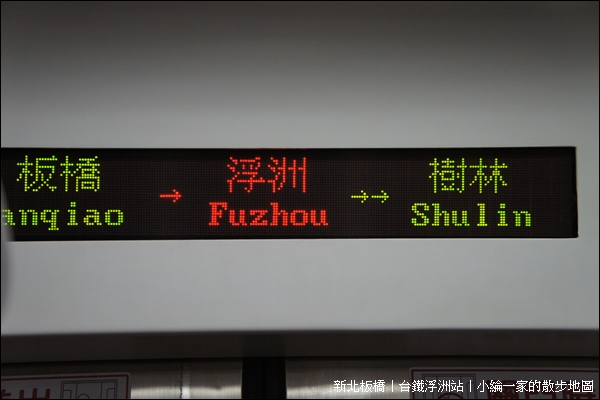 板橋 → 浮洲 →→ 樹林
anqiao Fuzhou Shulin
新北板橋｜台鐵浮洲站｜小綸一家的散步地圖